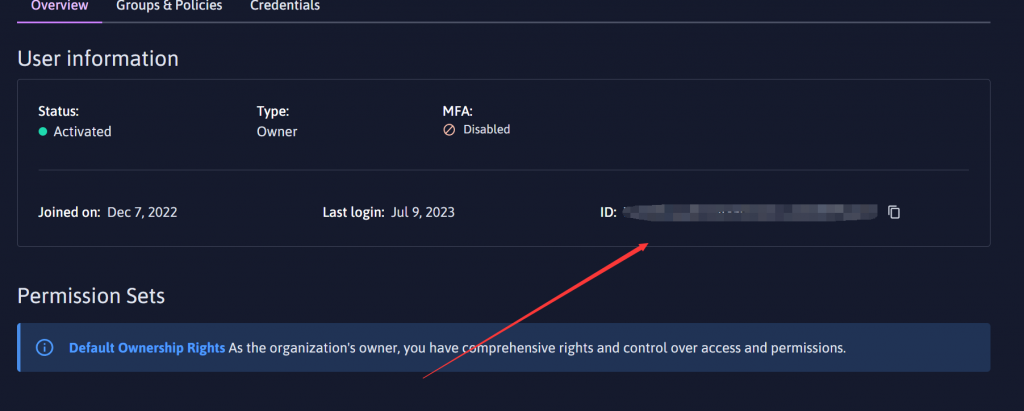 Overview Groups & Policies Credentials
User information
Status: Type: MFA:
Activated Owner Disabled
Joined on: Dec 7, 2022 Last login: Jul 9, 2023 ID:
Permission Sets
Default Ownership Rights As the organization's owner, you have comprehensive rights and control over access and permissions.